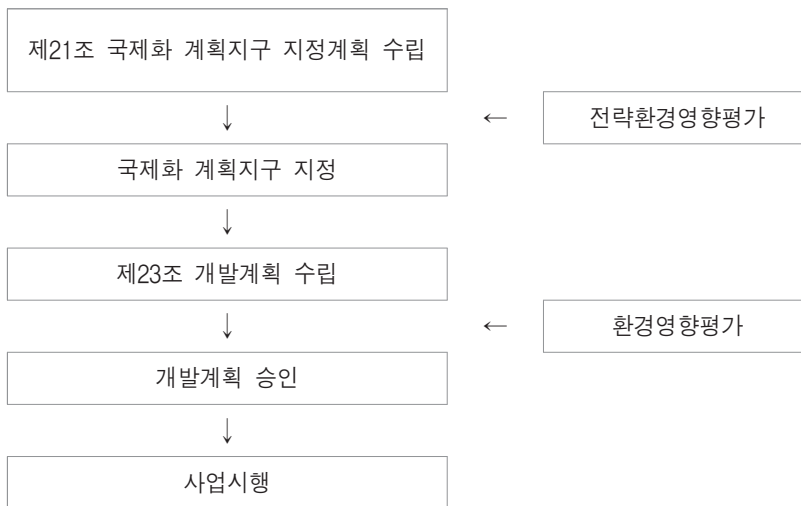 제21조 국제화 계획지구 지정계획 수립
↓
← 전략환경영향평가
국제화 계획지구 지정
↓
제23조 개발계획 수립
↓
← 환경영향평가
개발계획 승인
↓
사업시행